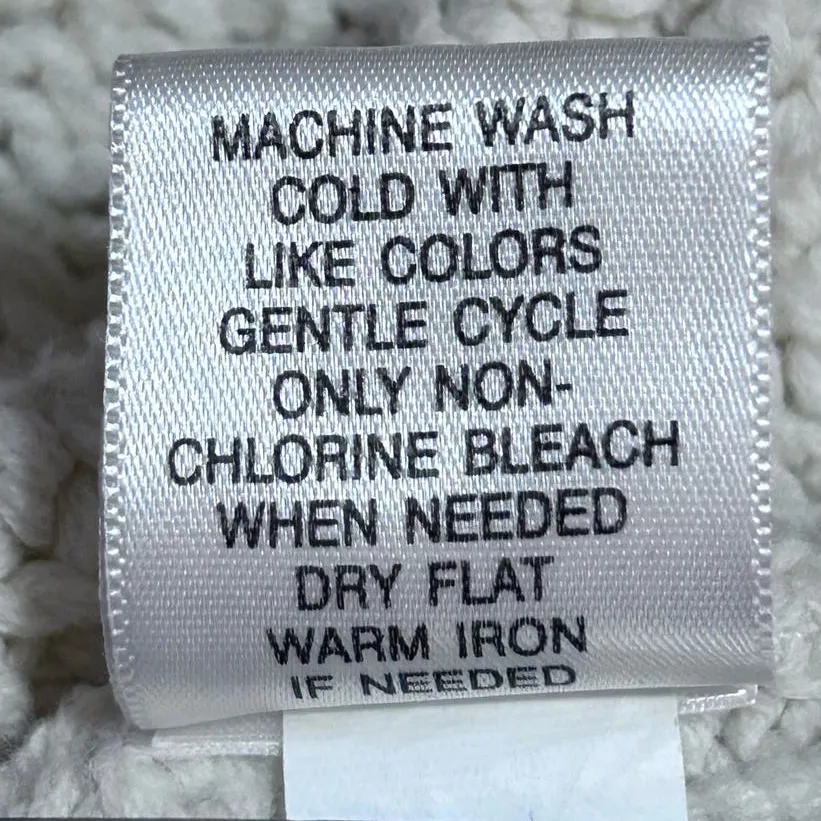 MACHINE WASH
COLD WITH
LIKE COLORS
GENTLE CYCLE
ONLY NON-
CHLORINE BLEACH
WHEN NEEDED
DRY FLAT
WARM IRON
IF NEEDED